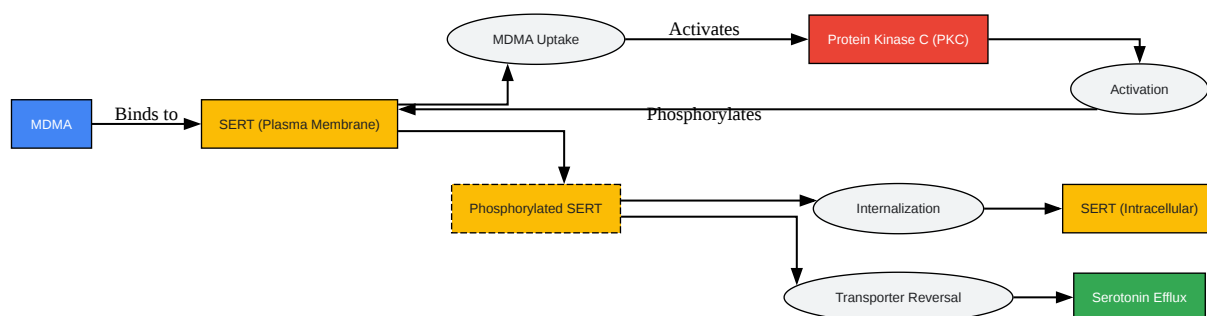 MDMA Uptake
Activates
Protein Kinase C (PKC)
Activation
MDMA
Binds to
SERT (Plasma Membrane)
Phosphorylates
Phosphorylated SERT
Internalization
SERT (Intracellular)
Transporter Reversal
Serotonin Efflux